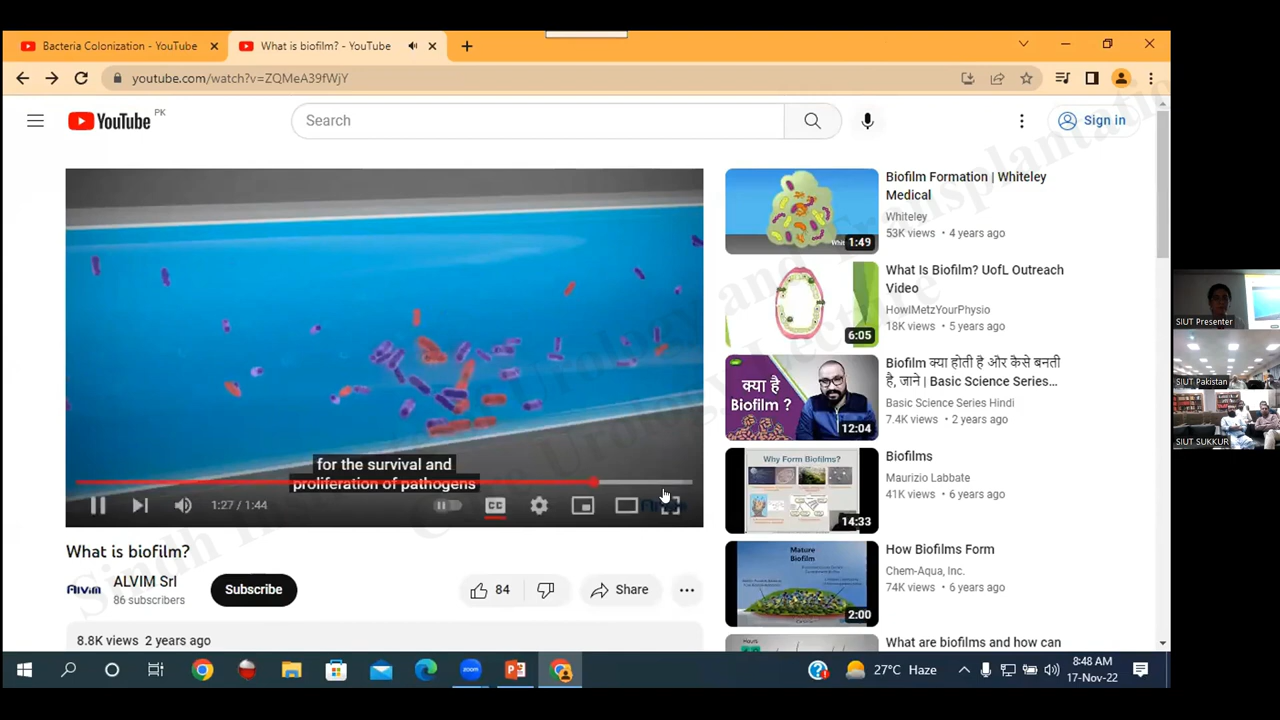 Bacteria Colonization - YouTube
What is biofilm? - YouTube
youtube.com/watch?v=ZQMeA39fWjY
YouTube PK
Search
Sign in
for the survival and
proliferation of pathogens
1:27 / 1:44
CC
What is biofilm?
ALVIM Srl
86 subscribers
Subscribe
84
Share
8.8K views 2 years ago
Biofilm Formation | Whiteley
Medical
Whiteley
53K views • 4 years ago
1:49
What Is Biofilm? UofL Outreach
Video
HowIMetzYourPhysio
18K views • 5 years ago
6:05
Biofilm क्या होती है और कैसे बनती
है, जाने | Basic Science Series...
Basic Science Series Hindi
7.4K views • 2 years ago
क्या है
Biofilm ?
12:04
Biofilms
Maurizio Labbate
41K views • 6 years ago
Why Form Biofilms?
14:33
How Biofilms Form
Chem-Aqua, Inc.
74K views • 6 years ago
Mature
Biofilm
2:00
What are biofilms and how can
SIUT Presenter
SIUT Pakistan
SIUT SUKKUR
zoom
27°C Haze
8:48 AM
17-Nov-22